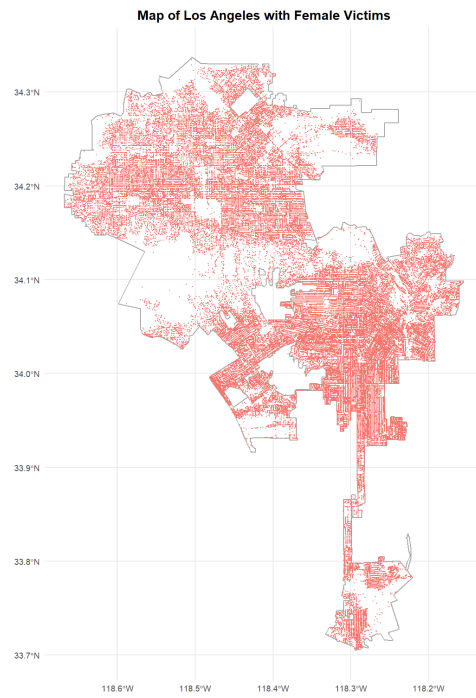 Map of Los Angeles with Female Victims
34.3°N
34.2°N
34.1°N
34.0°N
33.9°N
33.8°N
33.7°N
118.6°W 118.5°W 118.4°W 118.3°W 118.2°W